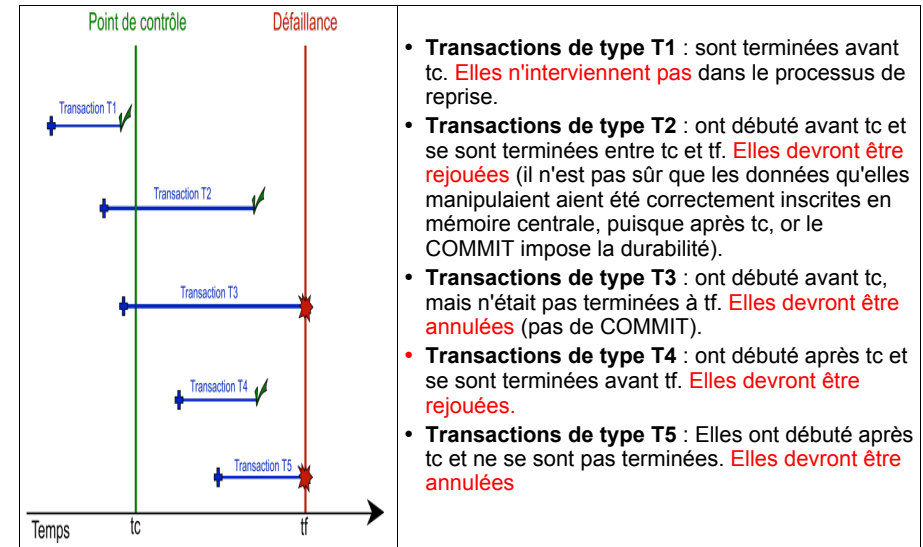 Point de contrôle
Défaillance
Transaction T1
Transaction T2
Transaction T3
Transaction T4
Transaction T5
Temps
tc
tf
• Transactions de type T1 : sont terminées avant
tc. Elles n'interviennent pas dans le processus de
reprise.
• Transactions de type T2 : ont débuté avant tc et
se sont terminées entre tc et tf. Elles devront être
rejouées (il n'est pas sûr que les données qu'elles
manipulaient aient été correctement inscrites en
mémoire centrale, puisque après tc, or le
COMMIT impose la durabilité).
• Transactions de type T3 : ont débuté avant tc,
mais n'était pas terminées à tf. Elles devront être
annulées (pas de COMMIT).
• Transactions de type T4 : ont débuté après tc et
se sont terminées avant tf. Elles devront être
rejouées.
• Transactions de type T5 : Elles ont débuté après
tc et ne se sont pas terminées. Elles devront être
annulées